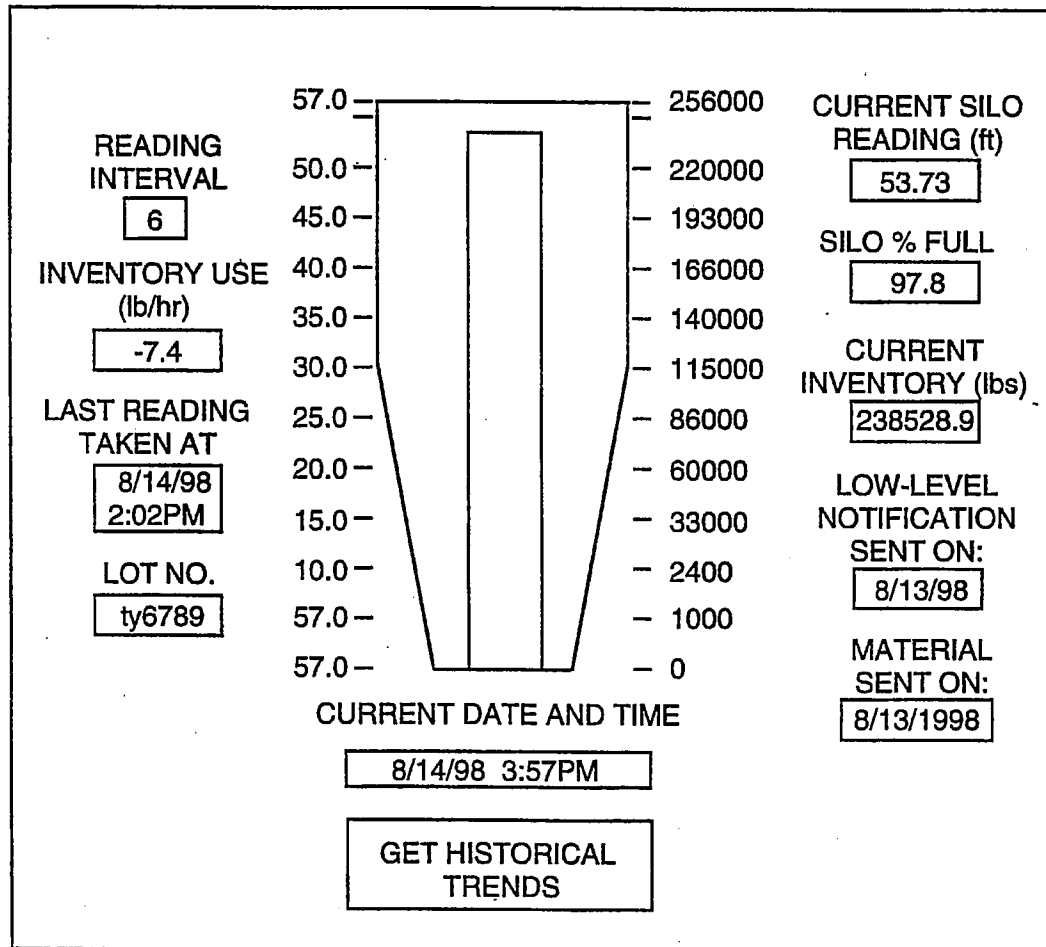 READING
INTERVAL
6
INVENTORY USE
(lb/hr)
-7.4
LAST READING
TAKEN AT
8/14/98
2:02PM
LOT NO.
ty6789
57.0
50.0
45.0
40.0
35.0
30.0
25.0
20.0
15.0
10.0
57.0
57.0
256000
220000
193000
166000
140000
115000
86000
60000
33000
2400
1000
0
CURRENT SILO
READING (ft)
53.73
SILO % FULL
97.8
CURRENT
INVENTORY (lbs)
238528.9
LOW-LEVEL
NOTIFICATION
SENT ON:
8/13/98
MATERIAL
SENT ON:
8/13/1998
CURRENT DATE AND TIME
8/14/98 3:57PM
GET HISTORICAL
TRENDS